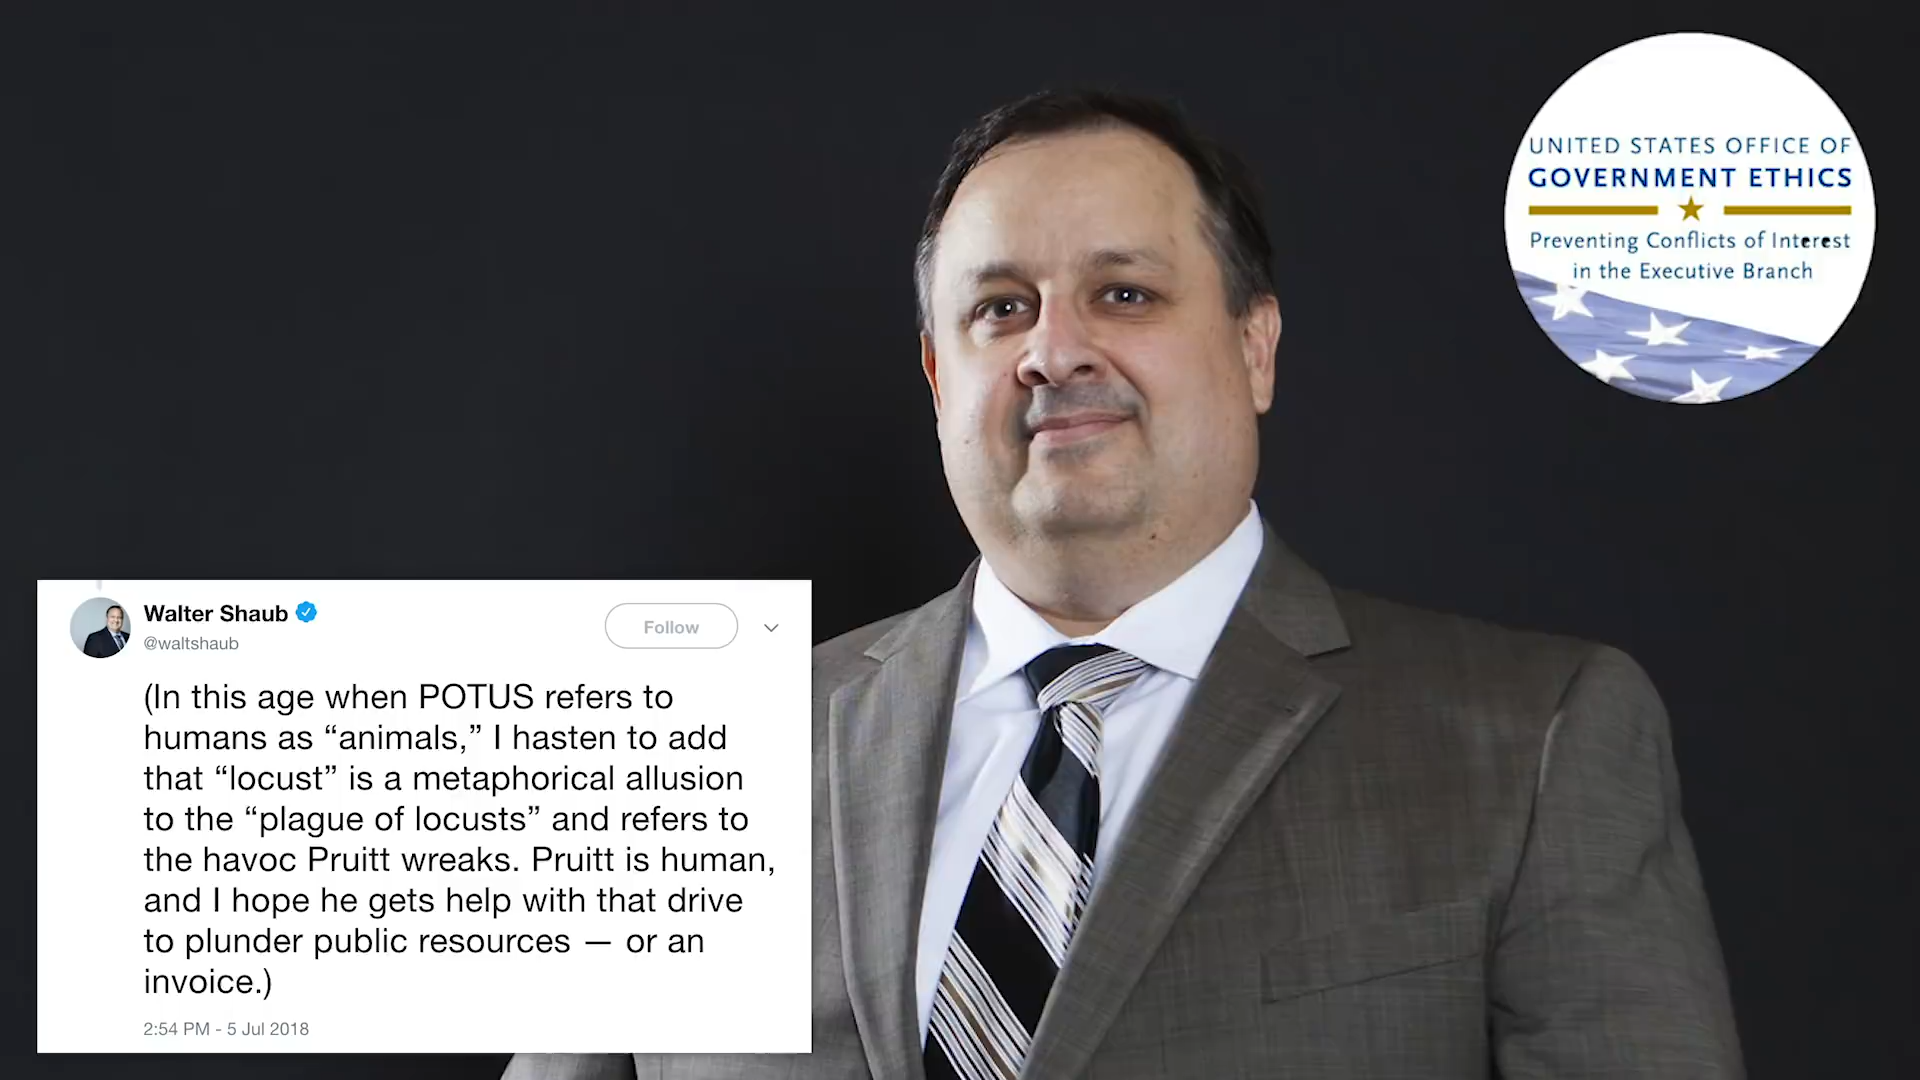 UNITED STATES OFFICE OF
GOVERNMENT ETHICS
Preventing Conflicts of Interest
in the Executive Branch
Walter Shaub
@waltshaub
Follow
(In this age when POTUS refers to
humans as “animals,” I hasten to add
that “locust” is a metaphorical allusion
to the “plague of locusts” and refers to
the havoc Pruitt wreaks. Pruitt is human,
and I hope he gets help with that drive
to plunder public resources — or an
invoice.)
2:54 PM - 5 Jul 2018